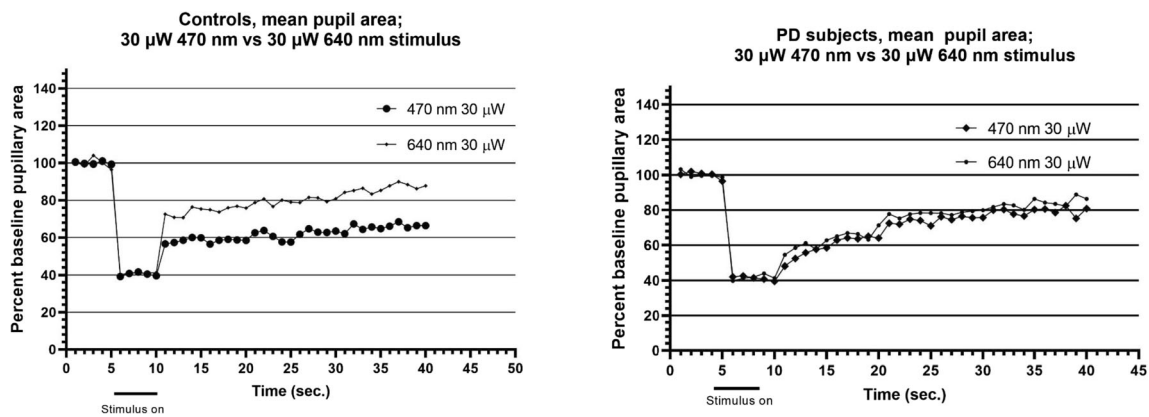 Controls, mean pupil area;
30 µW 470 nm vs 30 µW 640 nm stimulus
Percent baseline pupillary area
140
120
100
80
60
40
20
0
470 nm 30 µW
640 nm 30 µW
0 5 10 15 20 25 30 35 40 45 50
Time (sec.)
Stimulus on
PD subjects, mean pupil area;
30 µW 470 nm vs 30 µW 640 nm stimulus
Percent baseline pupillary area
140
120
100
80
60
40
20
0
470 nm 30 µW
640 nm 30 µW
0 5 10 15 20 25 30 35 40 45
Time (sec.)
Stimulus on